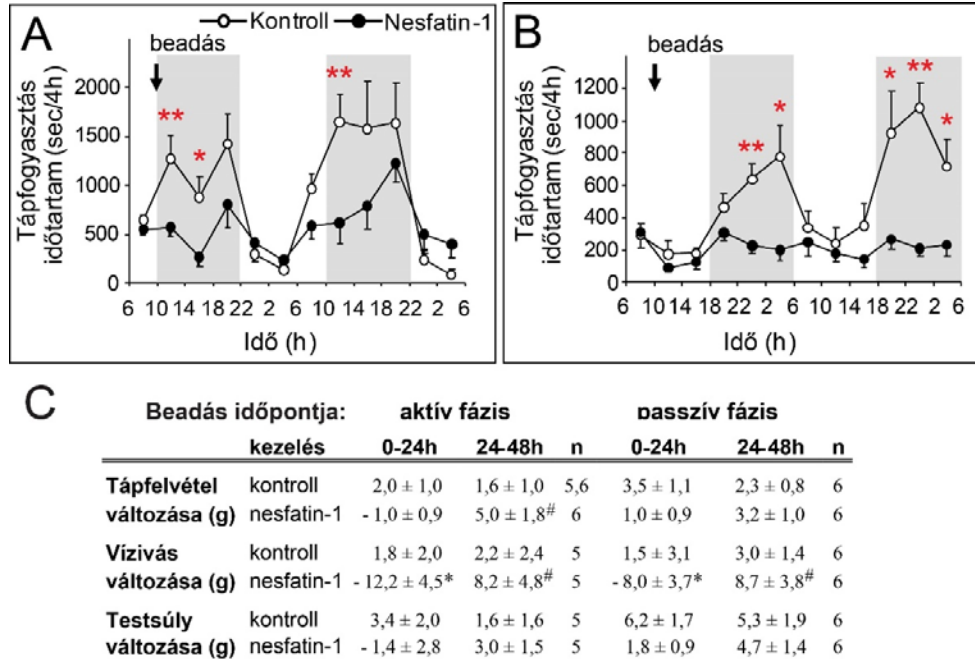 A
Kontroll Nesfatin-1
beadás
Tápfogyasztás
időtartam (sec/4h)
2000
1500
1000
500
0
** * **
6 10 14 18 22 2 6 10 14 18 22 2 6
Idő (h)
B
beadás
Tápfogyasztás
időtartam (sec/4h)
1200
1000
800
600
400
200
0
** * * ** *
6 10 14 18 22 2 6 10 14 18 22 2 6
Idő (h)
C
Beadás időpontja: aktív fázis passzív fázis
kezelés 0-24h 24-48h n 0-24h 24-48h n
Tápfelvétel kontroll 2,0 ± 1,0 1,6 ± 1,0 5,6 3,5 ± 1,1 2,3 ± 0,8 6
változása (g) nesfatin-1 - 1,0 ± 0,9 5,0 ± 1,8# 6 1,0 ± 0,9 3,2 ± 1,0 6
Vízivás kontroll 1,8 ± 2,0 2,2 ± 2,4 5 1,5 ± 3,1 3,0 ± 1,4 6
változása (g) nesfatin-1 - 12,2 ± 4,5* 8,2 ± 4,8# 5 - 8,0 ± 3,7* 8,7 ± 3,8# 6
Testsúly kontroll 3,4 ± 2,0 1,6 ± 1,6 5 6,2 ± 1,7 5,3 ± 1,9 6
változása (g) nesfatin-1 - 1,4 ± 2,8 3,0 ± 1,5 5 1,8 ± 0,9 4,7 ± 1,4 6